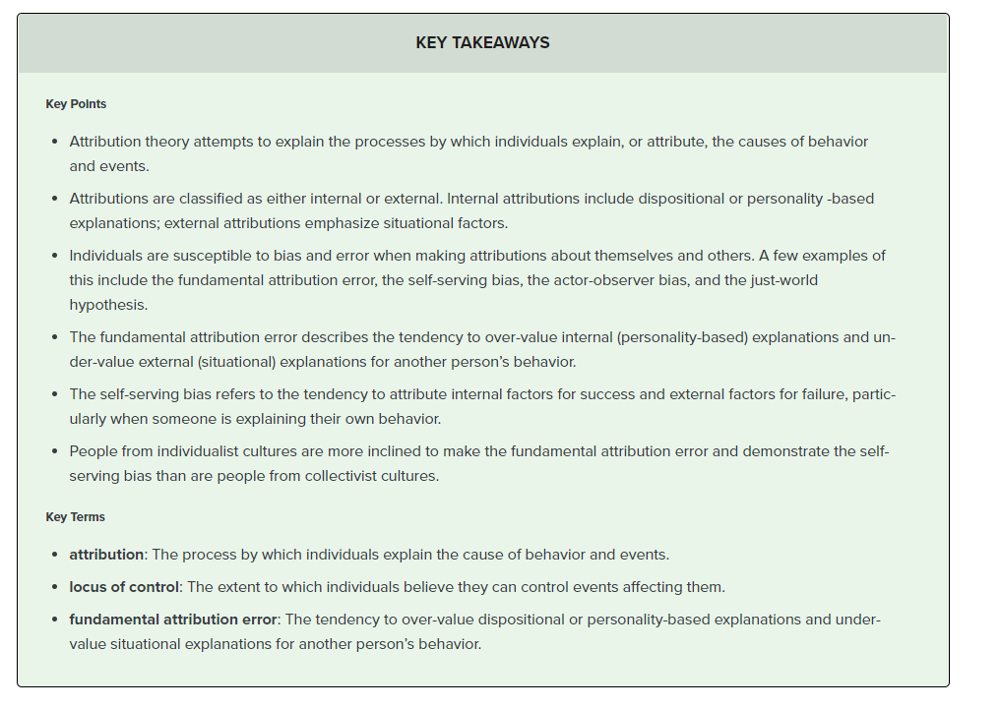 KEY TAKEAWAYS
Key Points
• Attribution theory attempts to explain the processes by which individuals explain, or attribute, the causes of behavior
and events.
• Attributions are classified as either internal or external. Internal attributions include dispositional or personality -based
explanations; external attributions emphasize situational factors.
• Individuals are susceptible to bias and error when making attributions about themselves and others. A few examples of
this include the fundamental attribution error, the self-serving bias, the actor-observer bias, and the just-world
hypothesis.
• The fundamental attribution error describes the tendency to over-value internal (personality-based) explanations and un-
der-value external (situational) explanations for another person’s behavior.
• The self-serving bias refers to the tendency to attribute internal factors for success and external factors for failure, partic-
ularly when someone is explaining their own behavior.
• People from individualist cultures are more inclined to make the fundamental attribution error and demonstrate the self-
serving bias than are people from collectivist cultures.
Key Terms
• attribution: The process by which individuals explain the cause of behavior and events.
• locus of control: The extent to which individuals believe they can control events affecting them.
• fundamental attribution error: The tendency to over-value dispositional or personality-based explanations and under-
value situational explanations for another person’s behavior.